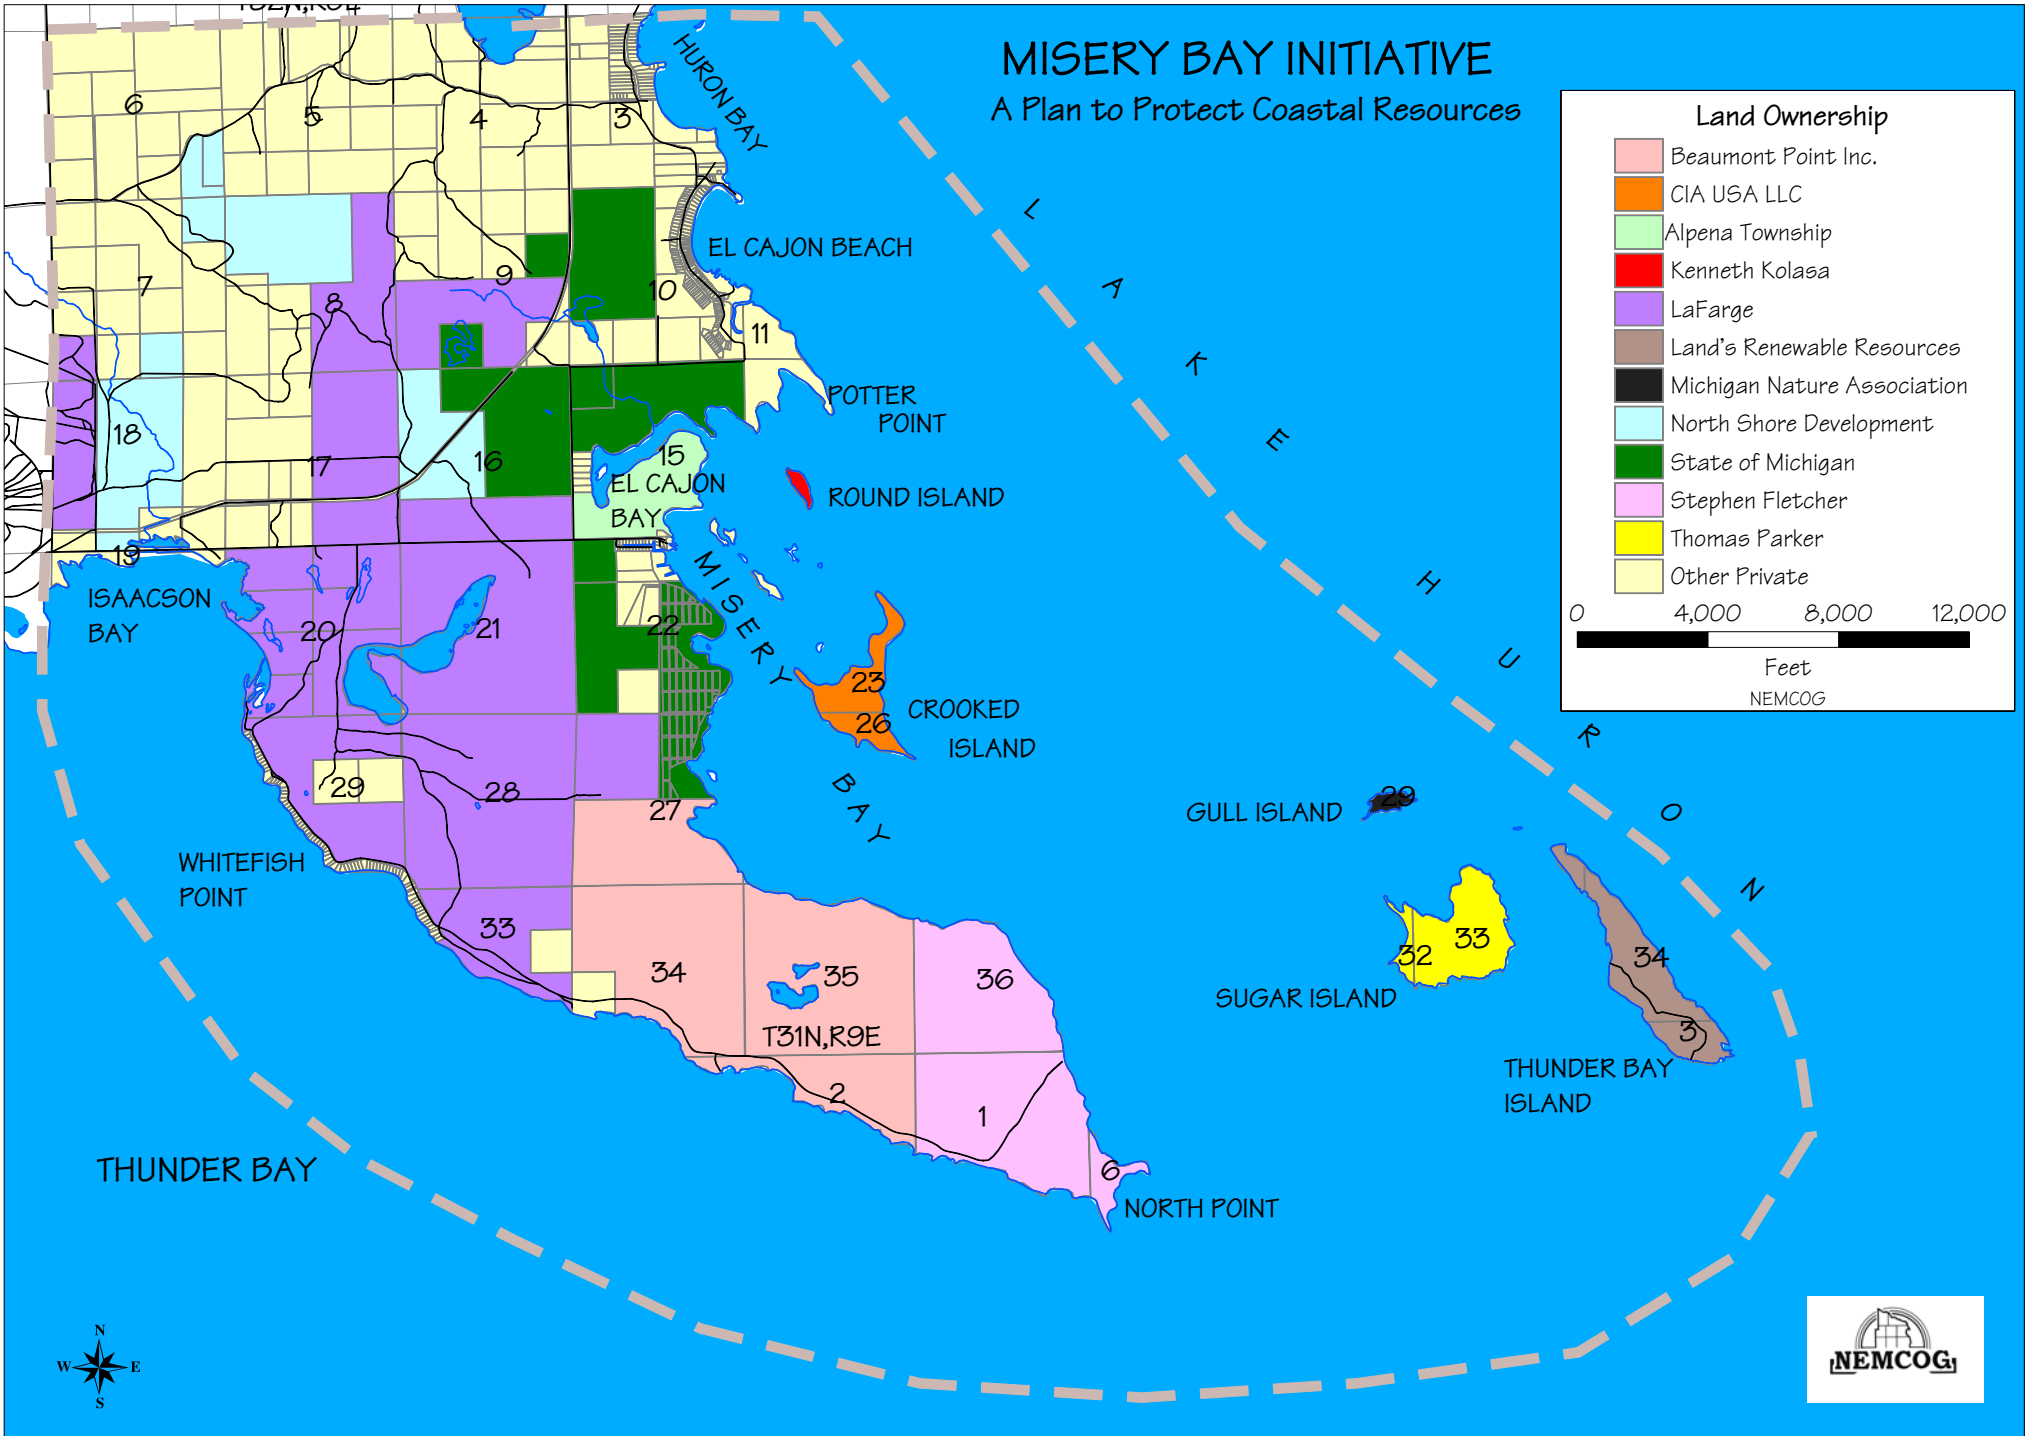 T32N,R9E
MISERY BAY INITIATIVE
A Plan to Protect Coastal Resources
HURON BAY
6
5
4
3
EL CAJON BEACH
7
8
9
10
11
POTTER
POINT
18
17
16
15
EL CAJON
BAY
ROUND ISLAND
19
ISAACSON
BAY
20
21
22
MISERY
BAY
23
26
CROOKED
ISLAND
29
28
27
WHITEFISH
POINT
33
34
35
36
T31N,R9E
2
1
6
NORTH POINT
THUNDER BAY
LAKE
HURON
GULL ISLAND
29
32
33
SUGAR ISLAND
34
3
THUNDER BAY
ISLAND
Land Ownership
Beaumont Point Inc.
CIA USA LLC
Alpena Township
Kenneth Kolasa
LaFarge
Land's Renewable Resources
Michigan Nature Association
North Shore Development
State of Michigan
Stephen Fletcher
Thomas Parker
Other Private
0 4,000 8,000 12,000
Feet
NEMCOG
N
W E
S
NEMCOG